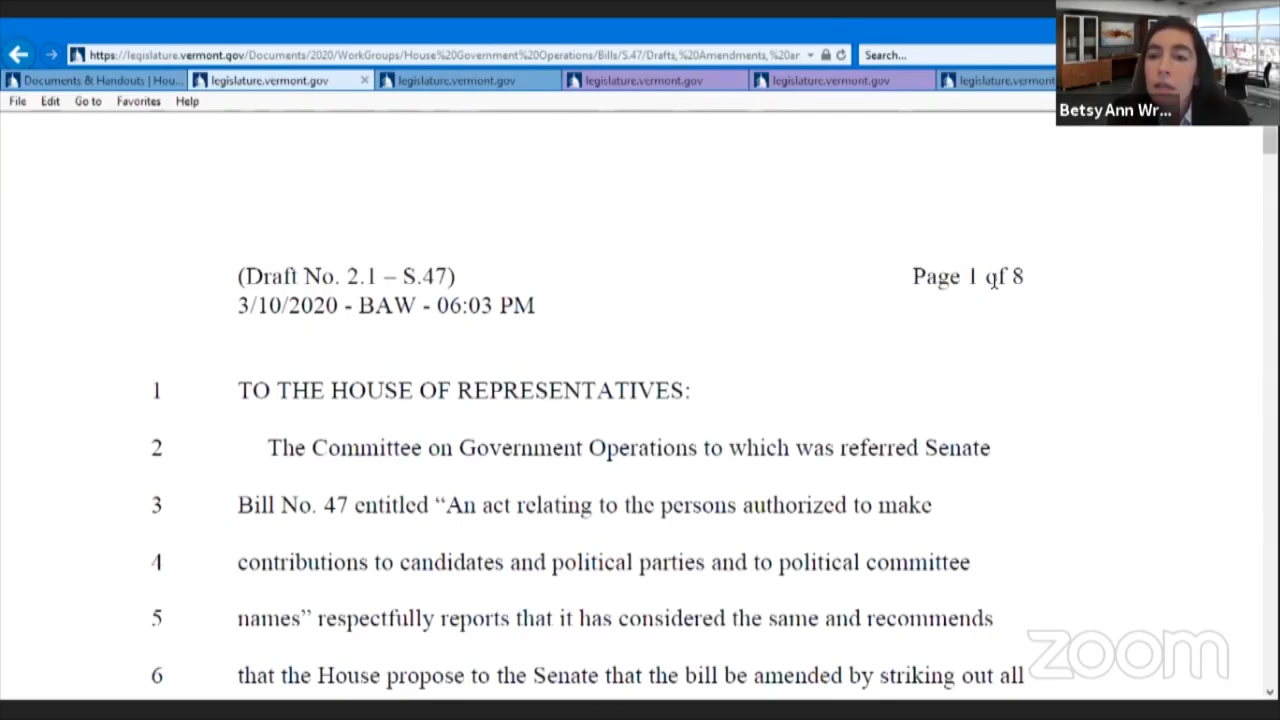 https://legislature.vermont.gov/Documents/2020/WorkGroups/House%20Government%20Operations/Bills/S.47/Drafts,%20Amendments,%20ar
Search...
Documents & Handouts | Hou...
legislature.vermont.gov
legislature.vermont.gov
legislature.vermont.gov
legislature.vermont.gov
legislature.vermont.gov
File Edit Go to Favorites Help
Betsy Ann Wr...
(Draft No. 2.1 – S.47) Page 1 of 8
3/10/2020 - BAW - 06:03 PM
1 TO THE HOUSE OF REPRESENTATIVES:
2 The Committee on Government Operations to which was referred Senate
3 Bill No. 47 entitled “An act relating to the persons authorized to make
4 contributions to candidates and political parties and to political committee
5 names” respectfully reports that it has considered the same and recommends
6 that the House propose to the Senate that the bill be amended by striking out all
zoom